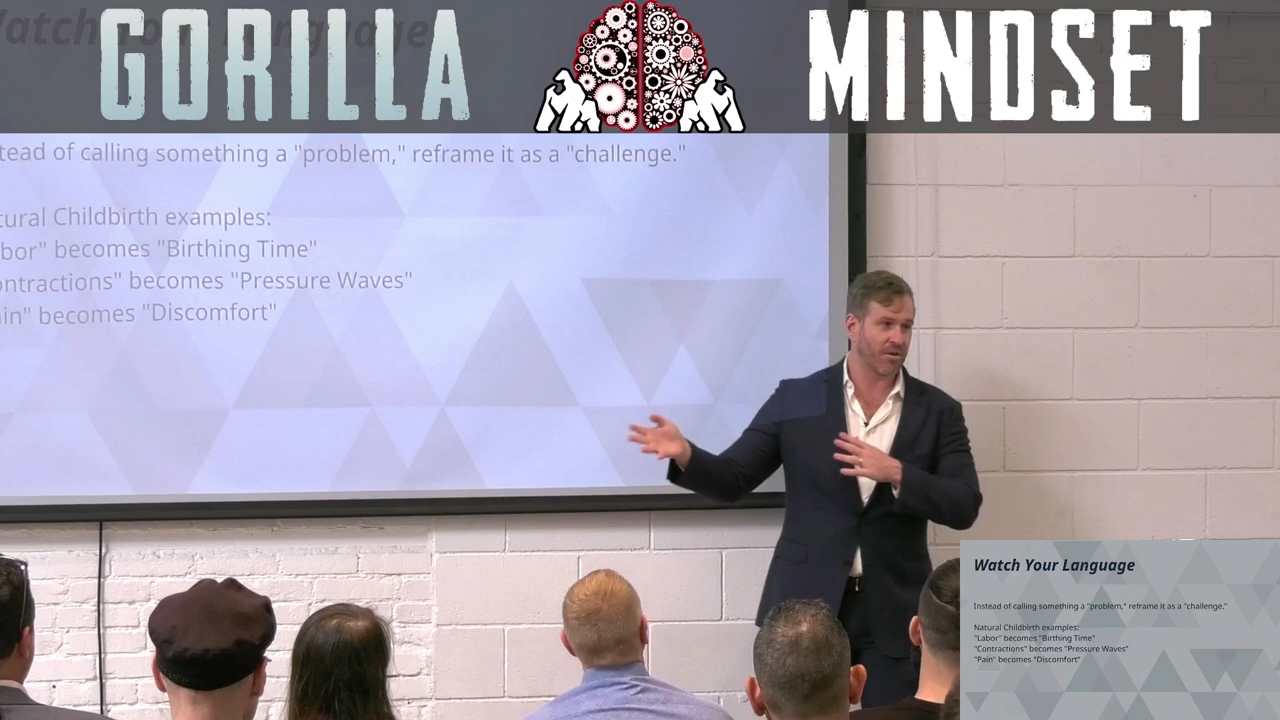 GORILLA MINDSET
tead of calling something a "problem," reframe it as a "challenge."
tural Childbirth examples:
bor" becomes "Birthing Time"
ontractions" becomes "Pressure Waves"
in" becomes "Discomfort"
Watch Your Language
Instead of calling something a "problem," reframe it as a "challenge."
Natural Childbirth examples:
"Labor" becomes "Birthing Time"
"Contractions" becomes "Pressure Waves"
"Pain" becomes "Discomfort"